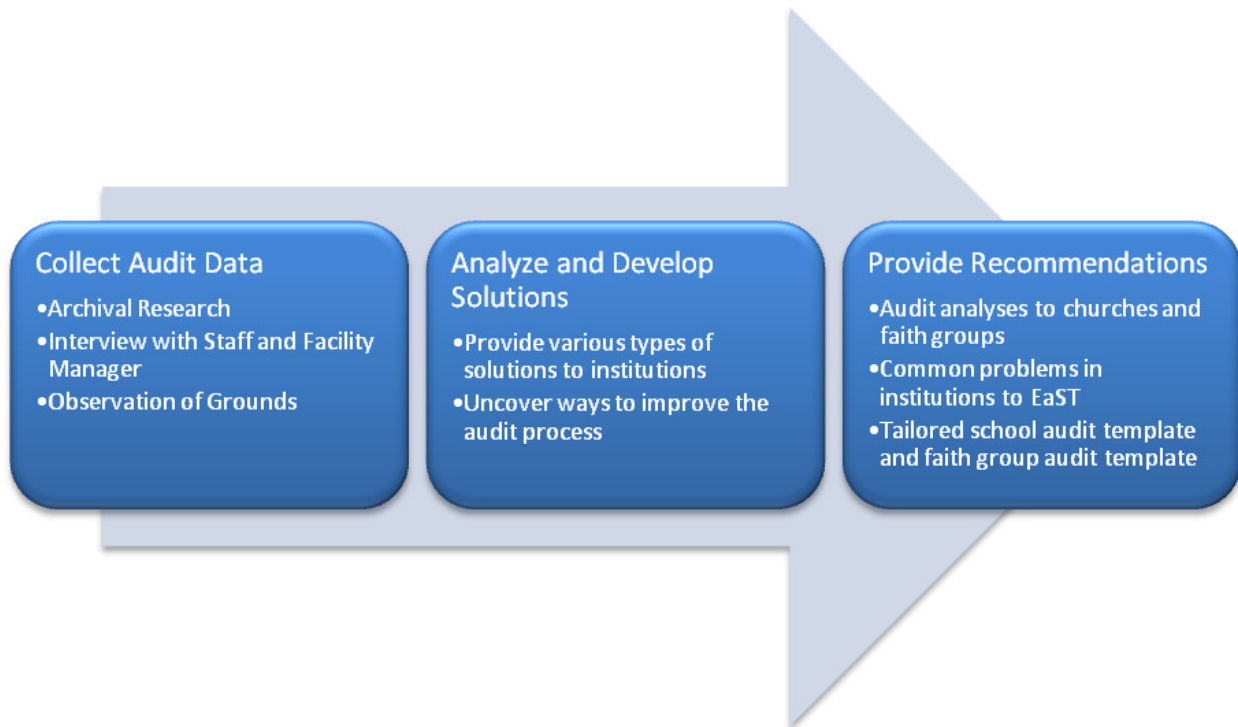 Collect Audit Data
•Archival Research
•Interview with Staff and Facility
Manager
•Observation of Grounds
Analyze and Develop
Solutions
•Provide various types of
solutions to institutions
•Uncover ways to improve the
audit process
Provide Recommendations
•Audit analyses to churches and
faith groups
•Common problems in
institutions to EaST
•Tailored school audit template
and faith group audit template